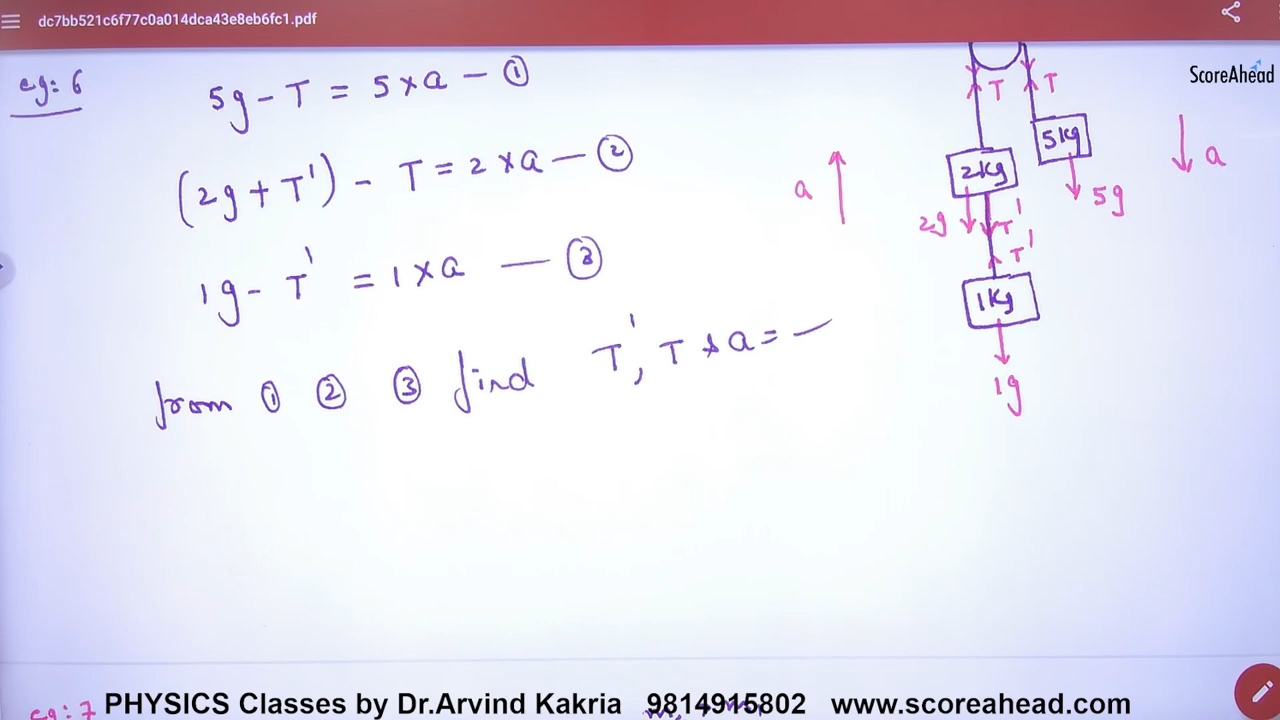 dc7bb521c6f77c0a014dca43e8eb6fc1.pdf
ScoreAhead
eg: 6
5g - T = 5 × a — ①
(2g + T') - T = 2 × a — ②
1g - T' = 1 × a — ③
from ① ② ③ find T', T & a = —
T T
2kg 5kg
a
a
2g T' 5g
T'
1kg
1g
eg: 7
PHYSICS Classes by Dr.Arvind Kakria 9814915802 www.scoreahead.com